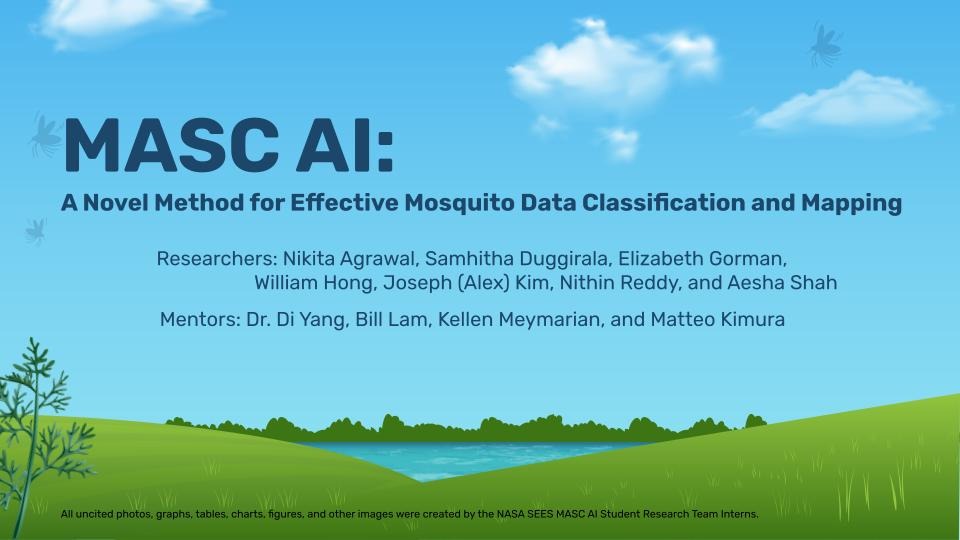 MASC AI:
A Novel Method for Effective Mosquito Data Classification and Mapping
Researchers: Nikita Agrawal, Samhitha Duggirala, Elizabeth Gorman,
William Hong, Joseph (Alex) Kim, Nithin Reddy, and Aesha Shah
Mentors: Dr. Di Yang, Bill Lam, Kellen Meymarian, and Matteo Kimura
All uncited photos, graphs, tables, charts, figures, and other images were created by the NASA SEES MASC AI Student Research Team Interns.